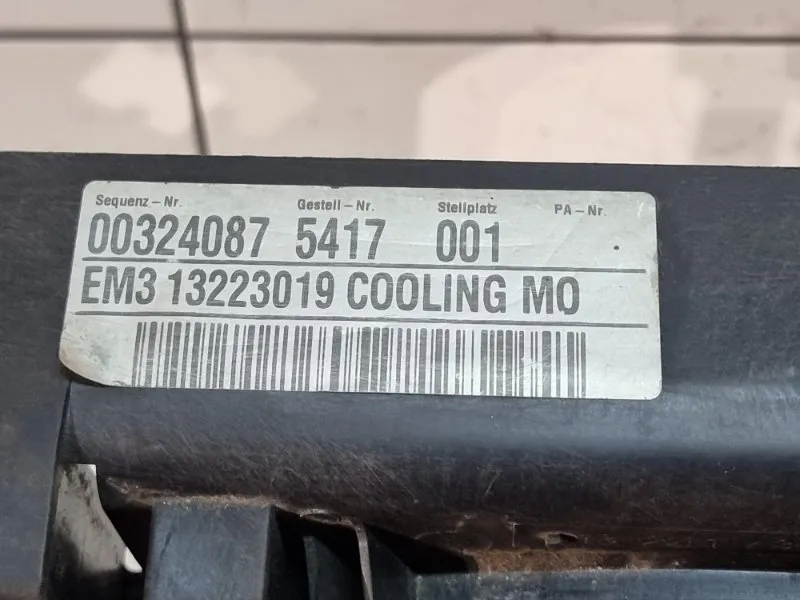 Sequenz-Nr. Gestell-Nr. Stellplatz PA-Nr.
00324087 5417 001
EM3 13223019 COOLING MO